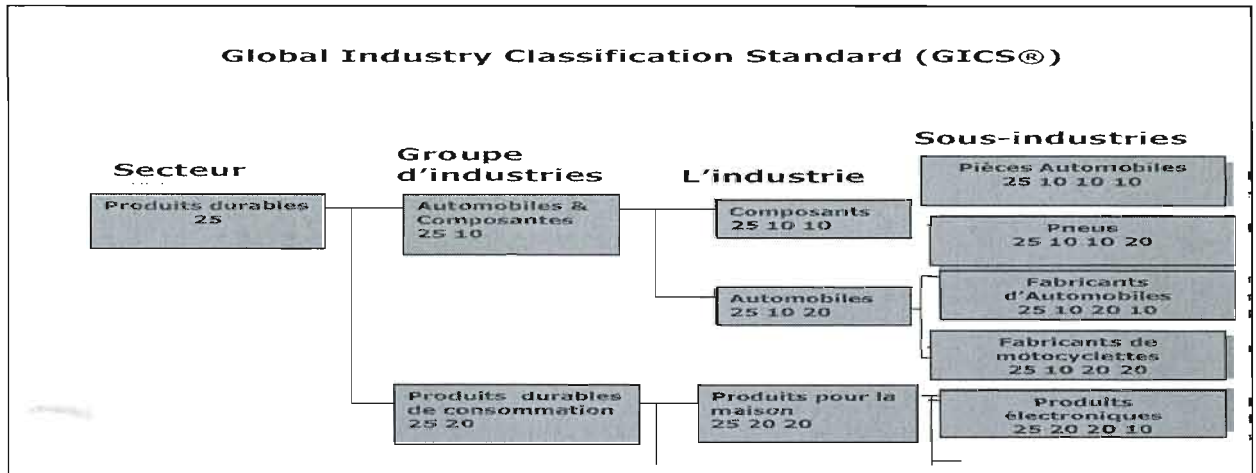 Global Industry Classification Standard (GICS®)
Secteur
Groupe
d'industries
L'industrie
Sous-industries
Produits durables
25
Automobiles &
Composantes
25 10
Composants
25 10 10
Pièces Automobiles
25 10 10 10
Pneus
25 10 10 20
Automobiles
25 10 20
Fabricants
d'Automobiles
25 10 20 10
Fabricants de
motocyclettes
25 10 20 20
Produits durables
de consommation
25 20
Produits pour la
maison
25 20 20
Produits
électroniques
25 20 20 10